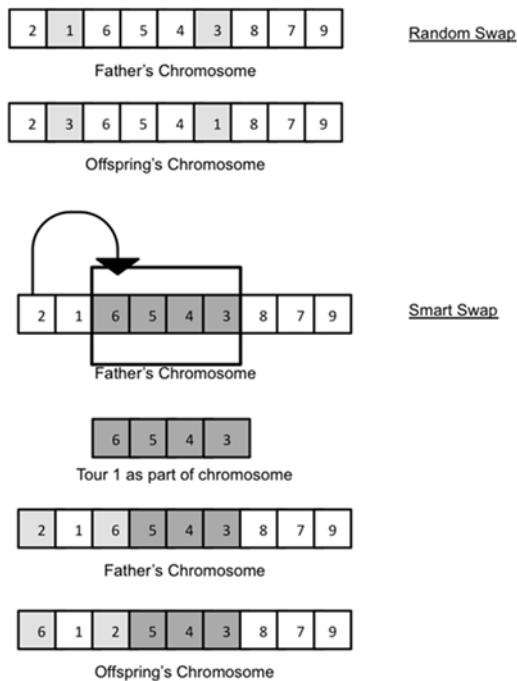 2 1 6 5 4 3 8 7 9
Random Swap
Father's Chromosome
2 3 6 5 4 1 8 7 9
Offspring's Chromosome
2 1 6 5 4 3 8 7 9
Smart Swap
Father's Chromosome
6 5 4 3
Tour 1 as part of chromosome
2 1 6 5 4 3 8 7 9
Father's Chromosome
6 1 2 5 4 3 8 7 9
Offspring's Chromosome